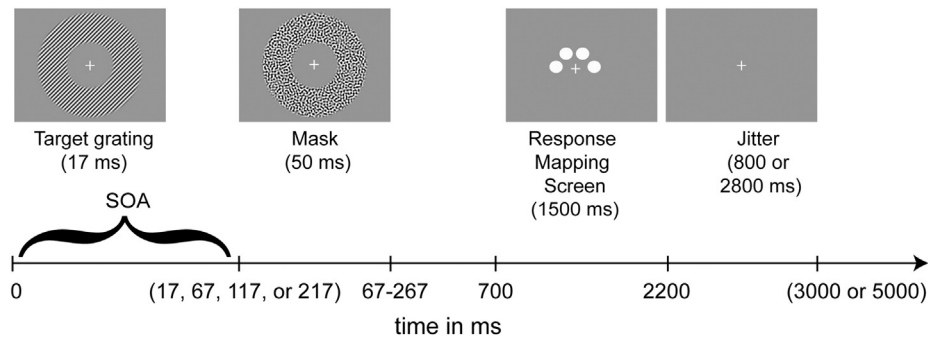 Target grating
(17 ms)
Mask
(50 ms)
Response
Mapping
Screen
(1500 ms)
Jitter
(800 or
2800 ms)
SOA
0
(17, 67, 117, or 217)
67-267
700
2200
(3000 or 5000)
time in ms